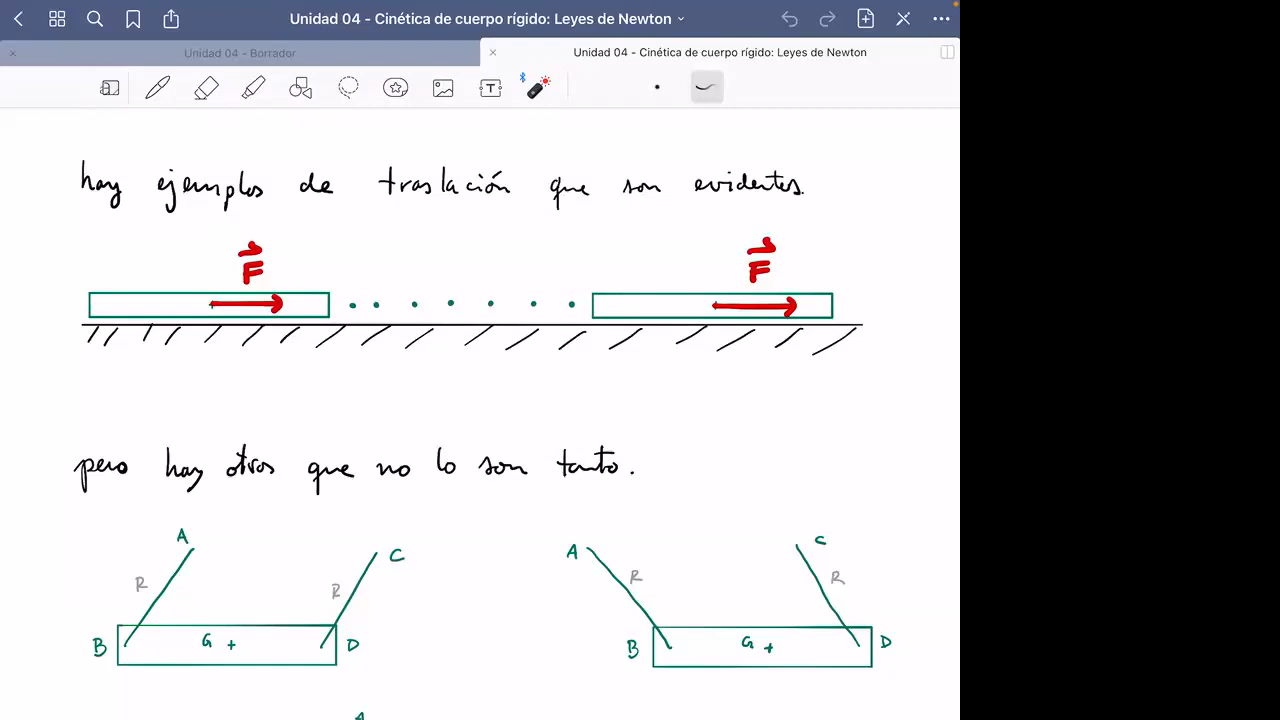 Unidad 04 - Cinética de cuerpo rígido: Leyes de Newton
Unidad 04 - Borrador
Unidad 04 - Cinética de cuerpo rígido: Leyes de Newton
hay ejemplos de traslación que son evidentes.
F F
pero hay otros que no lo son tanto.
A C A C
R R R R
B G D B G D
A